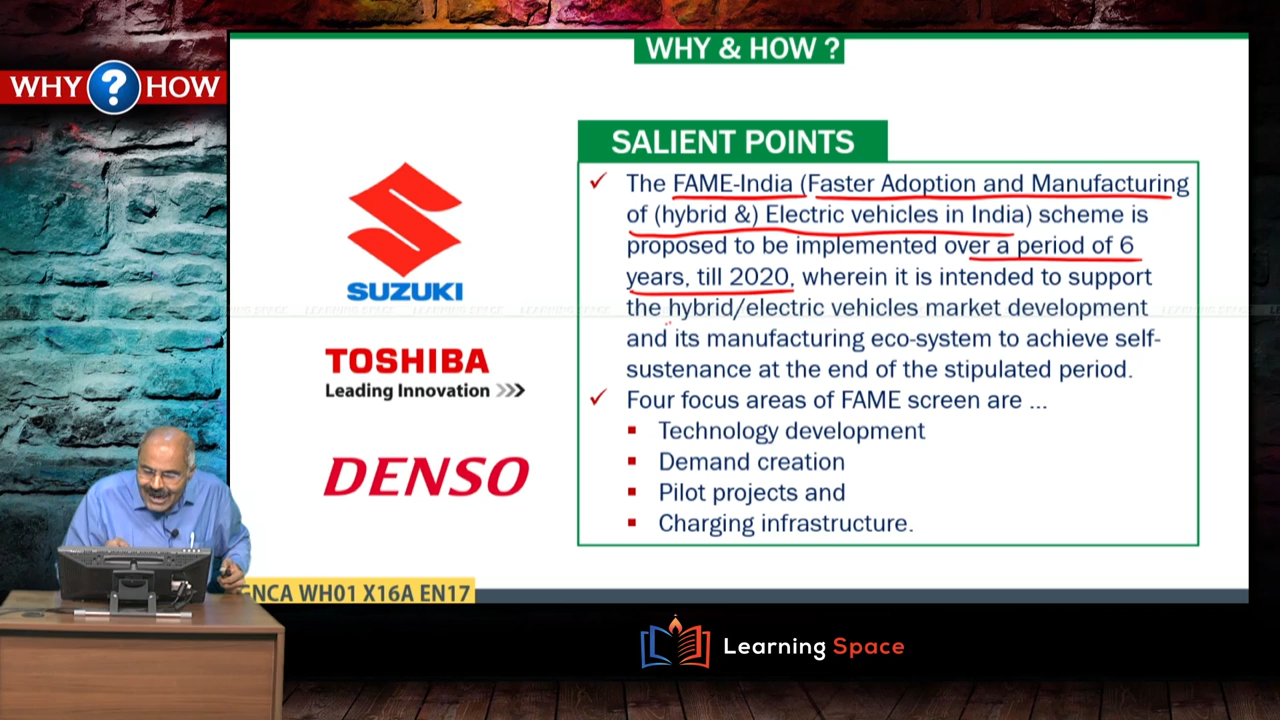 WHY & HOW ?
WHY ? HOW
SALIENT POINTS
✓ The FAME-India (Faster Adoption and Manufacturing
of (hybrid &) Electric vehicles in India) scheme is
proposed to be implemented over a period of 6
years, till 2020, wherein it is intended to support
the hybrid/electric vehicles market development
and its manufacturing eco-system to achieve self-
sustenance at the end of the stipulated period.
✓ Four focus areas of FAME screen are ...
▪ Technology development
▪ Demand creation
▪ Pilot projects and
▪ Charging infrastructure.
SUZUKI
TOSHIBA
Leading Innovation >>>
DENSO
GNCA WH01 X16A EN17
Learning Space